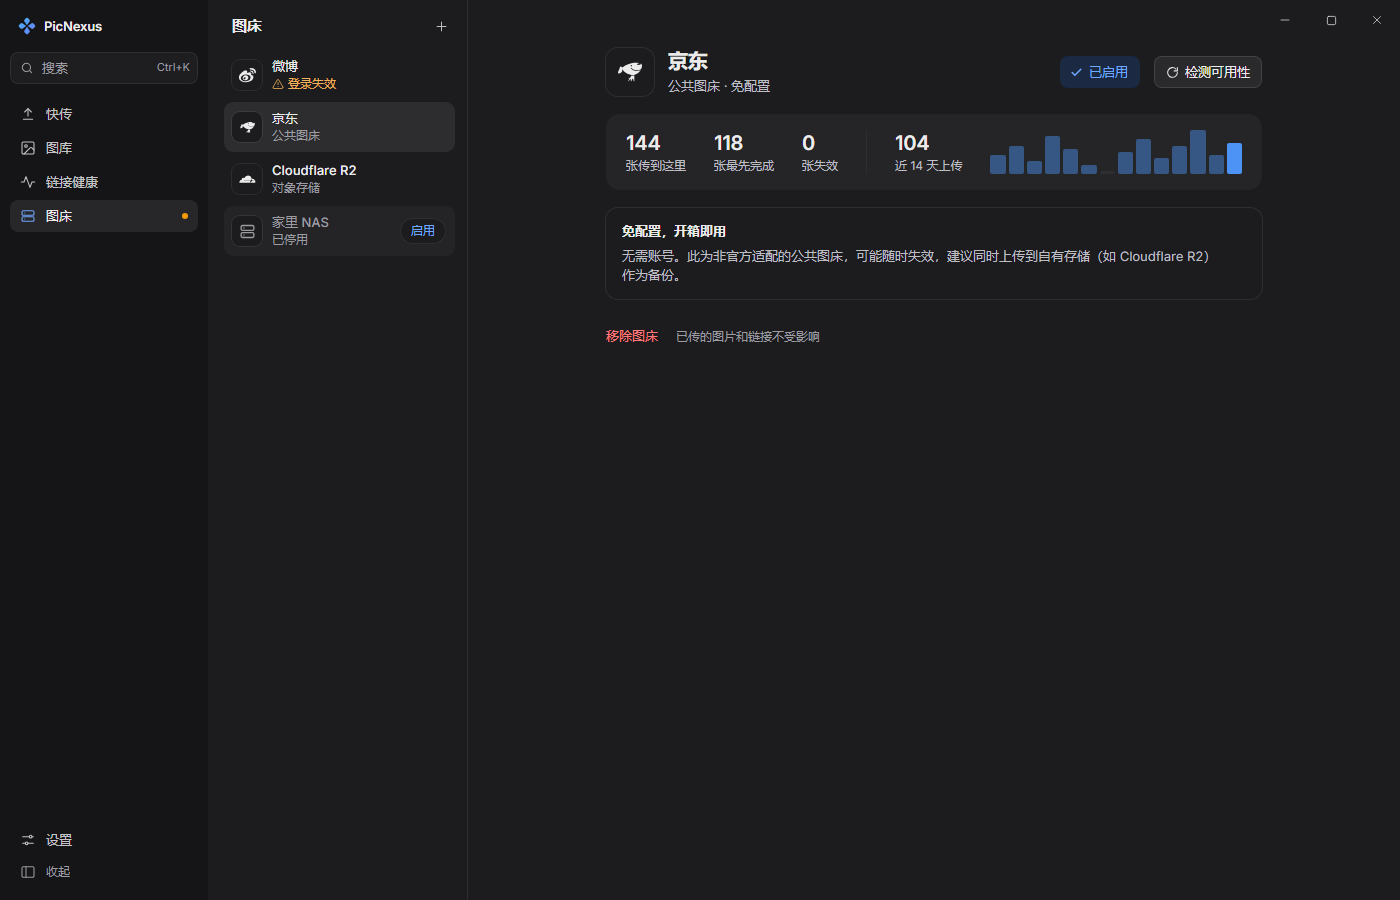 PicNexus
搜索
Ctrl+K
快传
图库
链接健康
图床
设置
收起
图床
微博
登录失效
京东
公共图床
Cloudflare R2
对象存储
家里 NAS
已停用
启用
京东
公共图床 · 免配置
已启用
检测可用性
144
张传到这里
118
张最先完成
0
张失效
104
近 14 天上传
免配置，开箱即用
无需账号。此为非官方适配的公共图床，可能随时失效，建议同时上传到自有存储（如 Cloudflare R2）
作为备份。
移除图床
已传的图片和链接不受影响